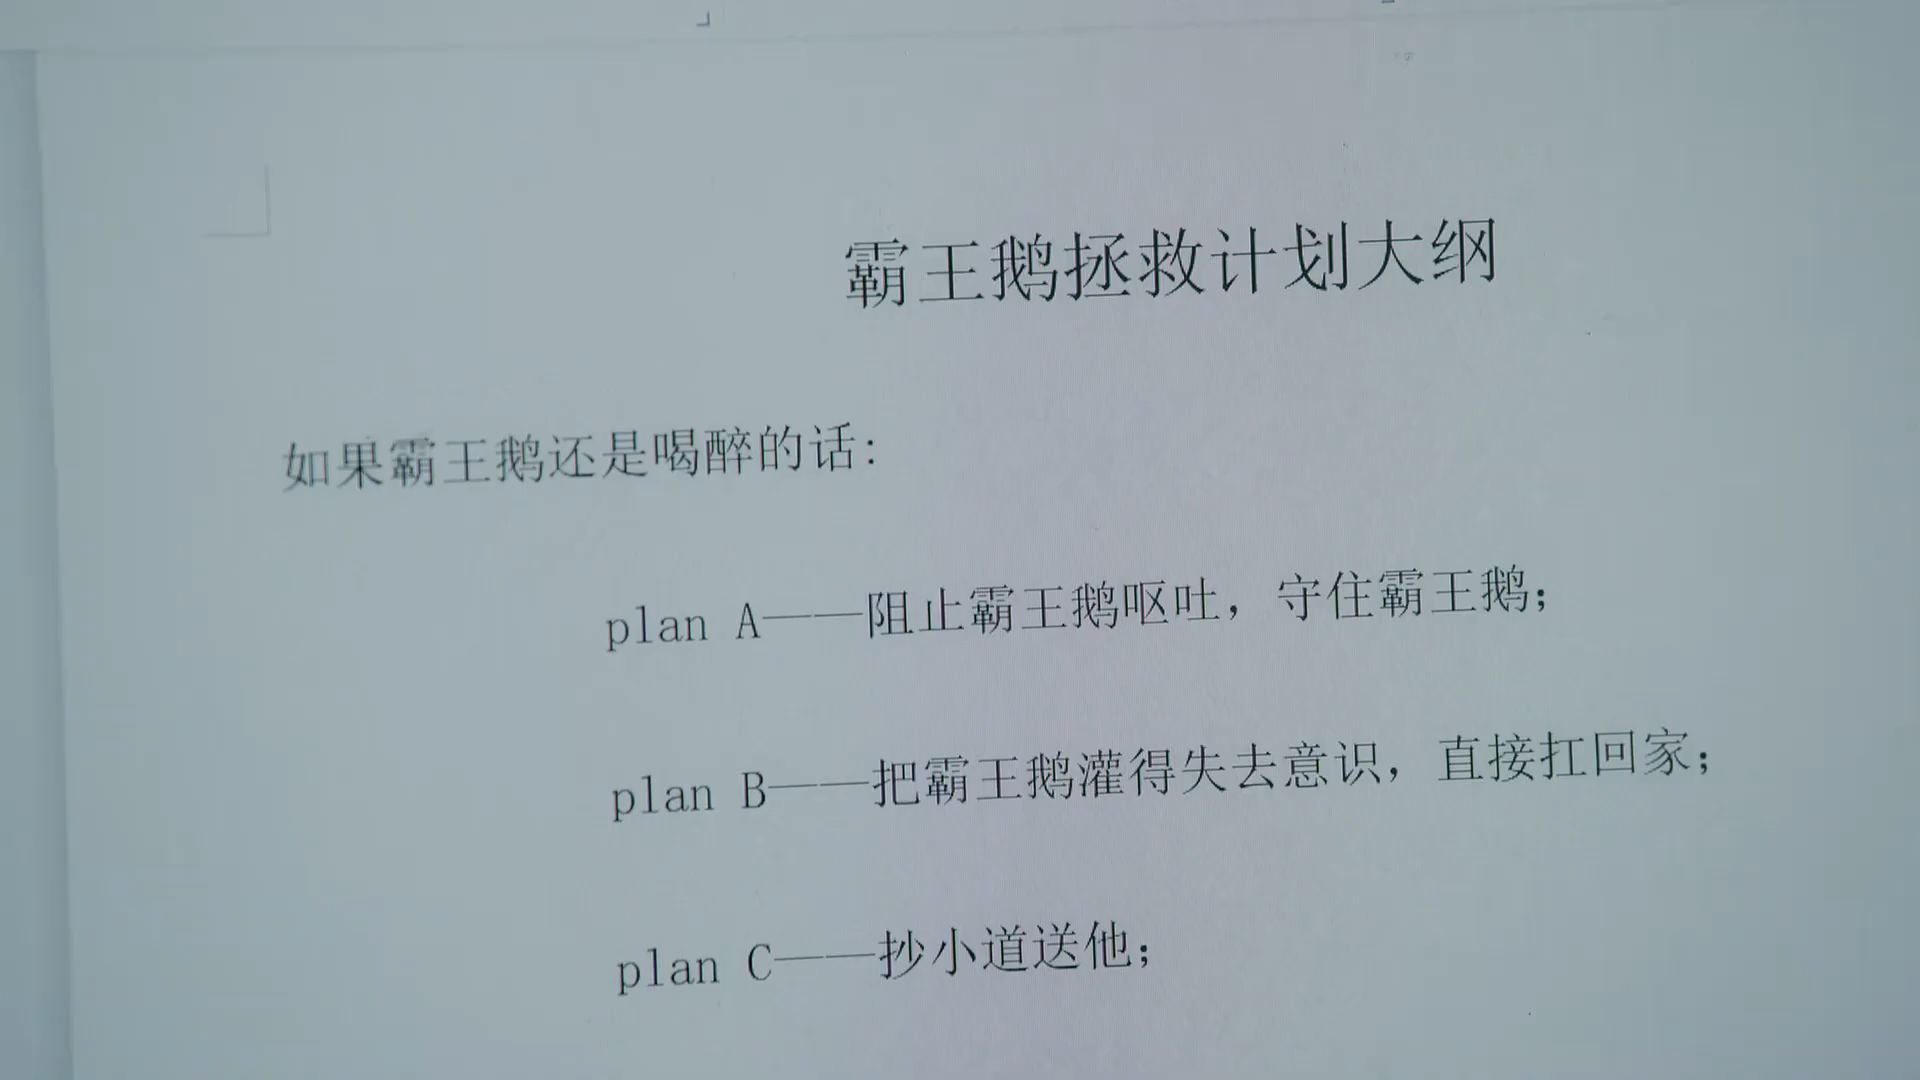 霸王鹅拯救计划大纲
如果霸王鹅还是喝醉的话:
plan A——阻止霸王鹅呕吐，守住霸王鹅;
plan B——把霸王鹅灌得失去意识，直接扛回家;
plan C——抄小道送他;